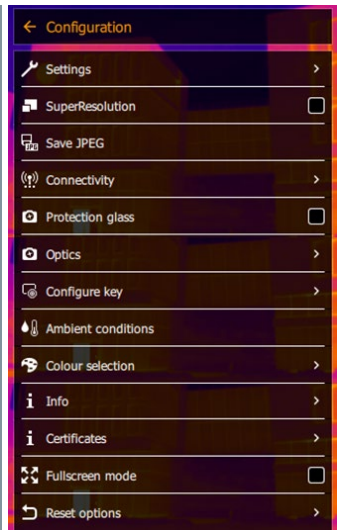 Configuration
Settings
SuperResolution
JPG
Save JPEG
Connectivity
Protection glass
Optics
Configure key
Ambient conditions
Colour selection
Info
Certificates
Fullscreen mode
Reset options